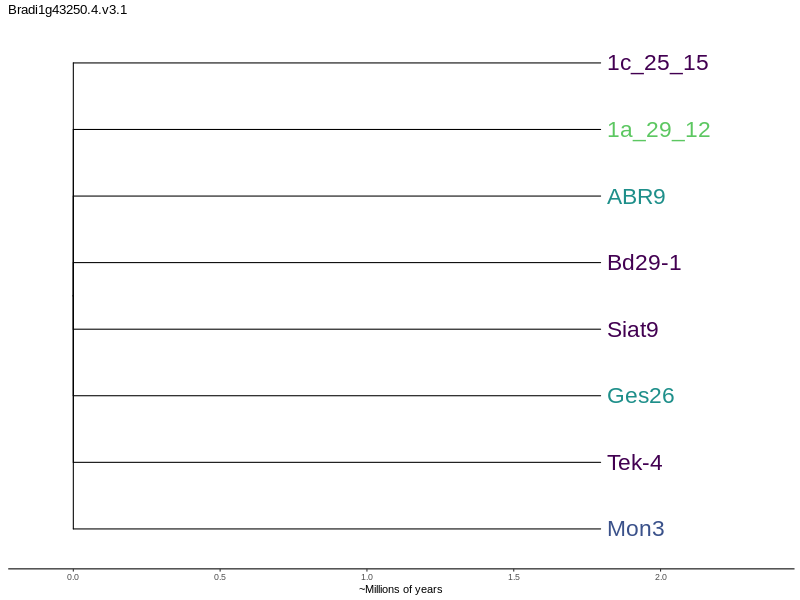 Bradi1g43250.4.v3.1
1c_25_15
1a_29_12
ABR9
Bd29-1
Siat9
Ges26
Tek-4
Mon3
0.0 0.5 1.0 1.5 2.0
~Millions of years